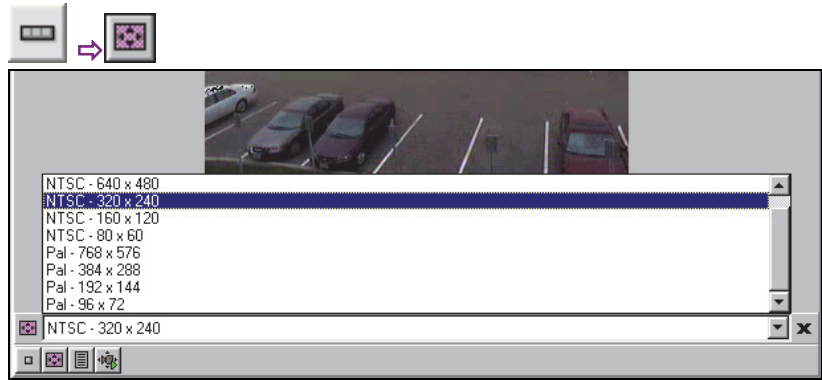 NTSC - 640 x 480
NTSC - 320 x 240
NTSC - 160 x 120
NTSC - 80 x 60
Pal - 768 x 576
Pal - 384 x 288
Pal - 192 x 144
Pal - 96 x 72
NTSC - 320 x 240